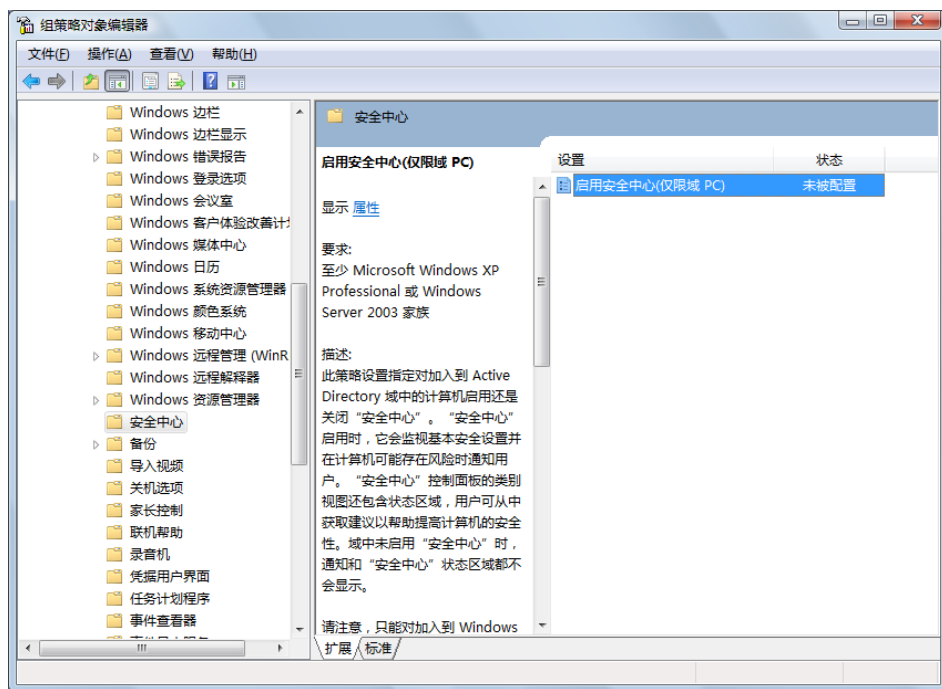 组策略对象编辑器
文件(F) 操作(A) 查看(V) 帮助(H)
Windows 边栏
Windows 边栏显示
Windows 错误报告
Windows 登录选项
Windows 会议室
Windows 客户体验改善计划
Windows 媒体中心
Windows 日历
Windows 系统资源管理器
Windows 颜色系统
Windows 移动中心
Windows 远程管理 (WinR
Windows 远程解释器
Windows 资源管理器
安全中心
备份
导入视频
关机选项
家长控制
联机帮助
录音机
凭据用户界面
任务计划程序
事件查看器
安全中心
启用安全中心(仅限域 PC)
显示 属性
要求:
至少 Microsoft Windows XP
Professional 或 Windows
Server 2003 家族
描述:
此策略设置指定对加入到 Active
Directory 域中的计算机启用还是
关闭“安全中心”。“安全中心”
启用时，它会监视基本安全设置并
在计算机可能存在风险时通知用
户。“安全中心”控制面板的类别
视图还包含状态区域，用户可从中
获取建议以帮助提高计算机的安全
性。域中未启用“安全中心”时，
通知和“安全中心”状态区域都不
会显示。
请注意，只能对加入到 Windows
设置 状态
启用安全中心(仅限域 PC) 未被配置
扩展 标准